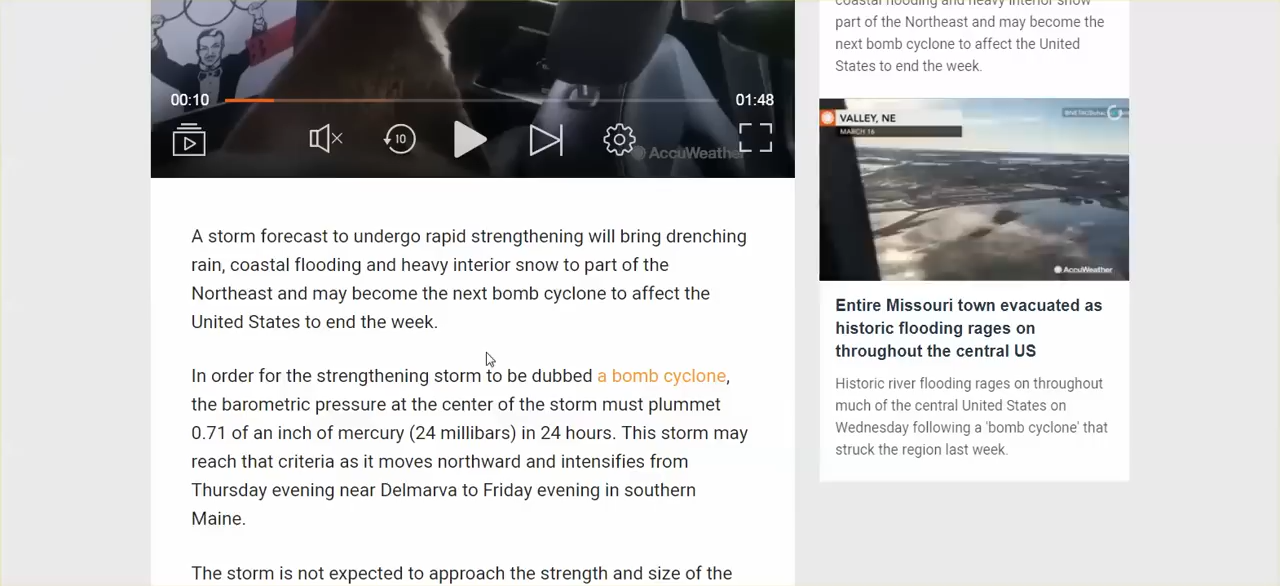 00:10
01:48
10
AccuWeather
A storm forecast to undergo rapid strengthening will bring drenching
rain, coastal flooding and heavy interior snow to part of the
Northeast and may become the next bomb cyclone to affect the
United States to end the week.
In order for the strengthening storm to be dubbed a bomb cyclone,
the barometric pressure at the center of the storm must plummet
0.71 of an inch of mercury (24 millibars) in 24 hours. This storm may
reach that criteria as it moves northward and intensifies from
Thursday evening near Delmarva to Friday evening in southern
Maine.
The storm is not expected to approach the strength and size of the
coastal flooding and heavy interior snow
part of the Northeast and may become the
next bomb cyclone to affect the United
States to end the week.
VALLEY, NE
MARCH 16
AccuWeather
Entire Missouri town evacuated as
historic flooding rages on
throughout the central US
Historic river flooding rages on throughout
much of the central United States on
Wednesday following a 'bomb cyclone' that
struck the region last week.